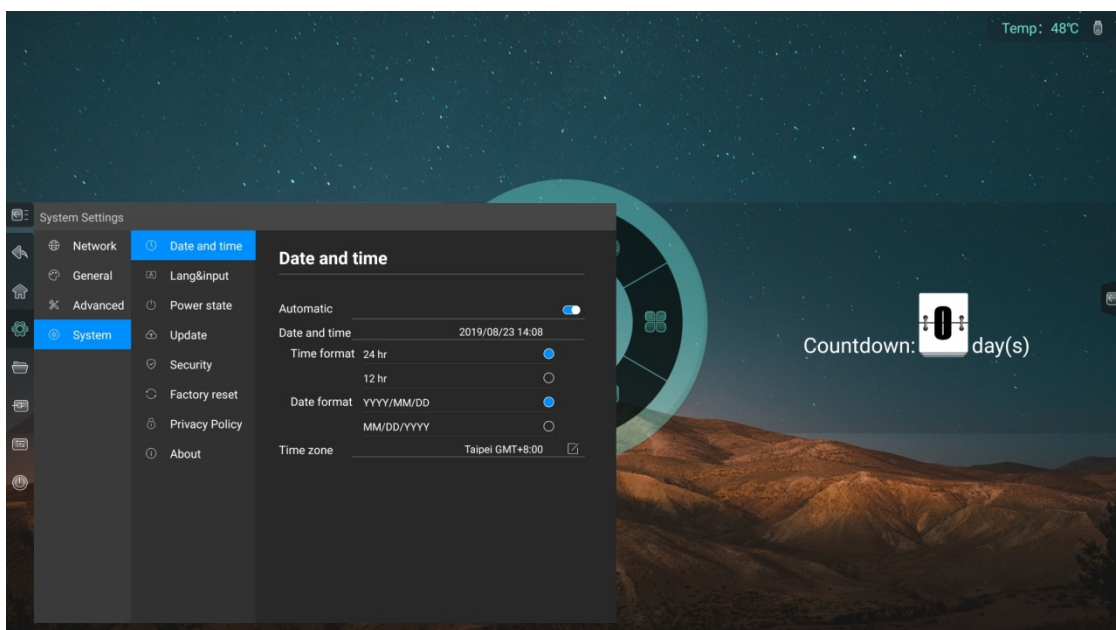 Temp: 48℃
System Settings
Network
General
Advanced
System
Date and time
Lang&input
Power state
Update
Security
Factory reset
Privacy Policy
About
Date and time
Automatic
Date and time 2019/08/23 14:08
Time format 24 hr
12 hr
Date format YYYY/MM/DD
MM/DD/YYYY
Time zone Taipei GMT+8:00
Countdown: 0 day(s)